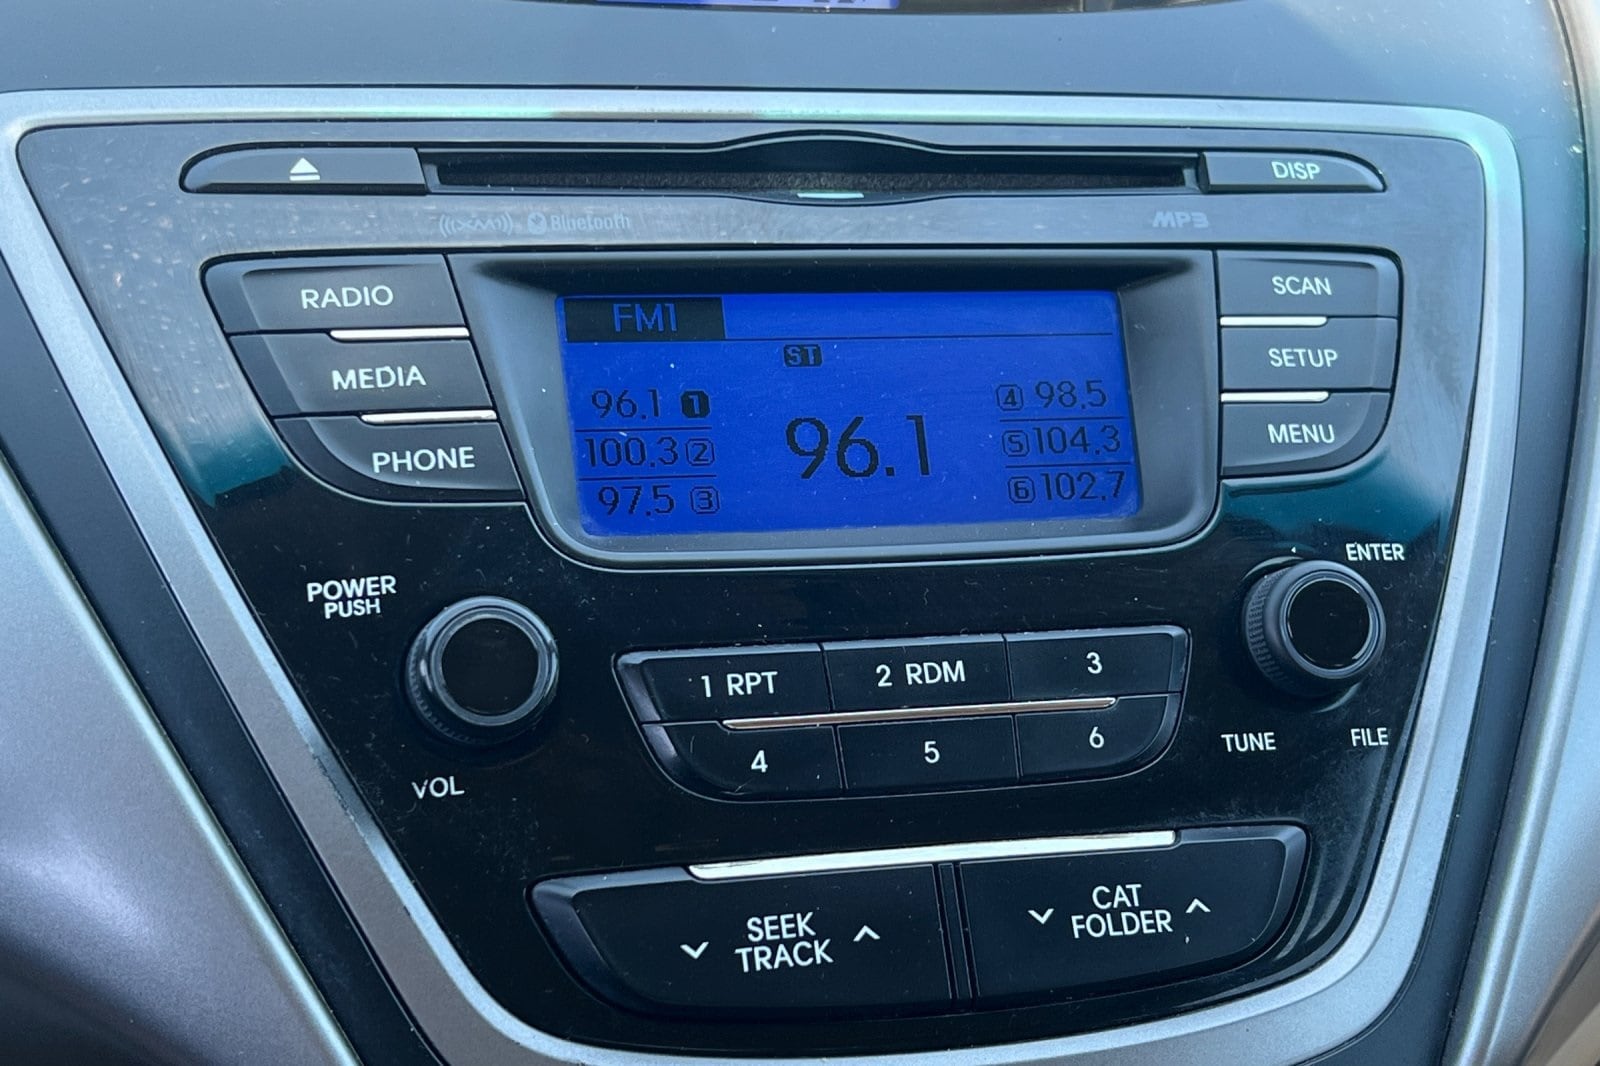 DISP
((XM)) Bluetooth
MP3
RADIO
MEDIA
PHONE
FM1
ST
96.1 1
100.3 2
97.5 3
96.1
4 98.5
5 104.3
6 102.7
SCAN
SETUP
MENU
POWER
PUSH
VOL
1 RPT
2 RDM
3
4
5
6
ENTER
TUNE
FILE
SEEK
TRACK
CAT
FOLDER